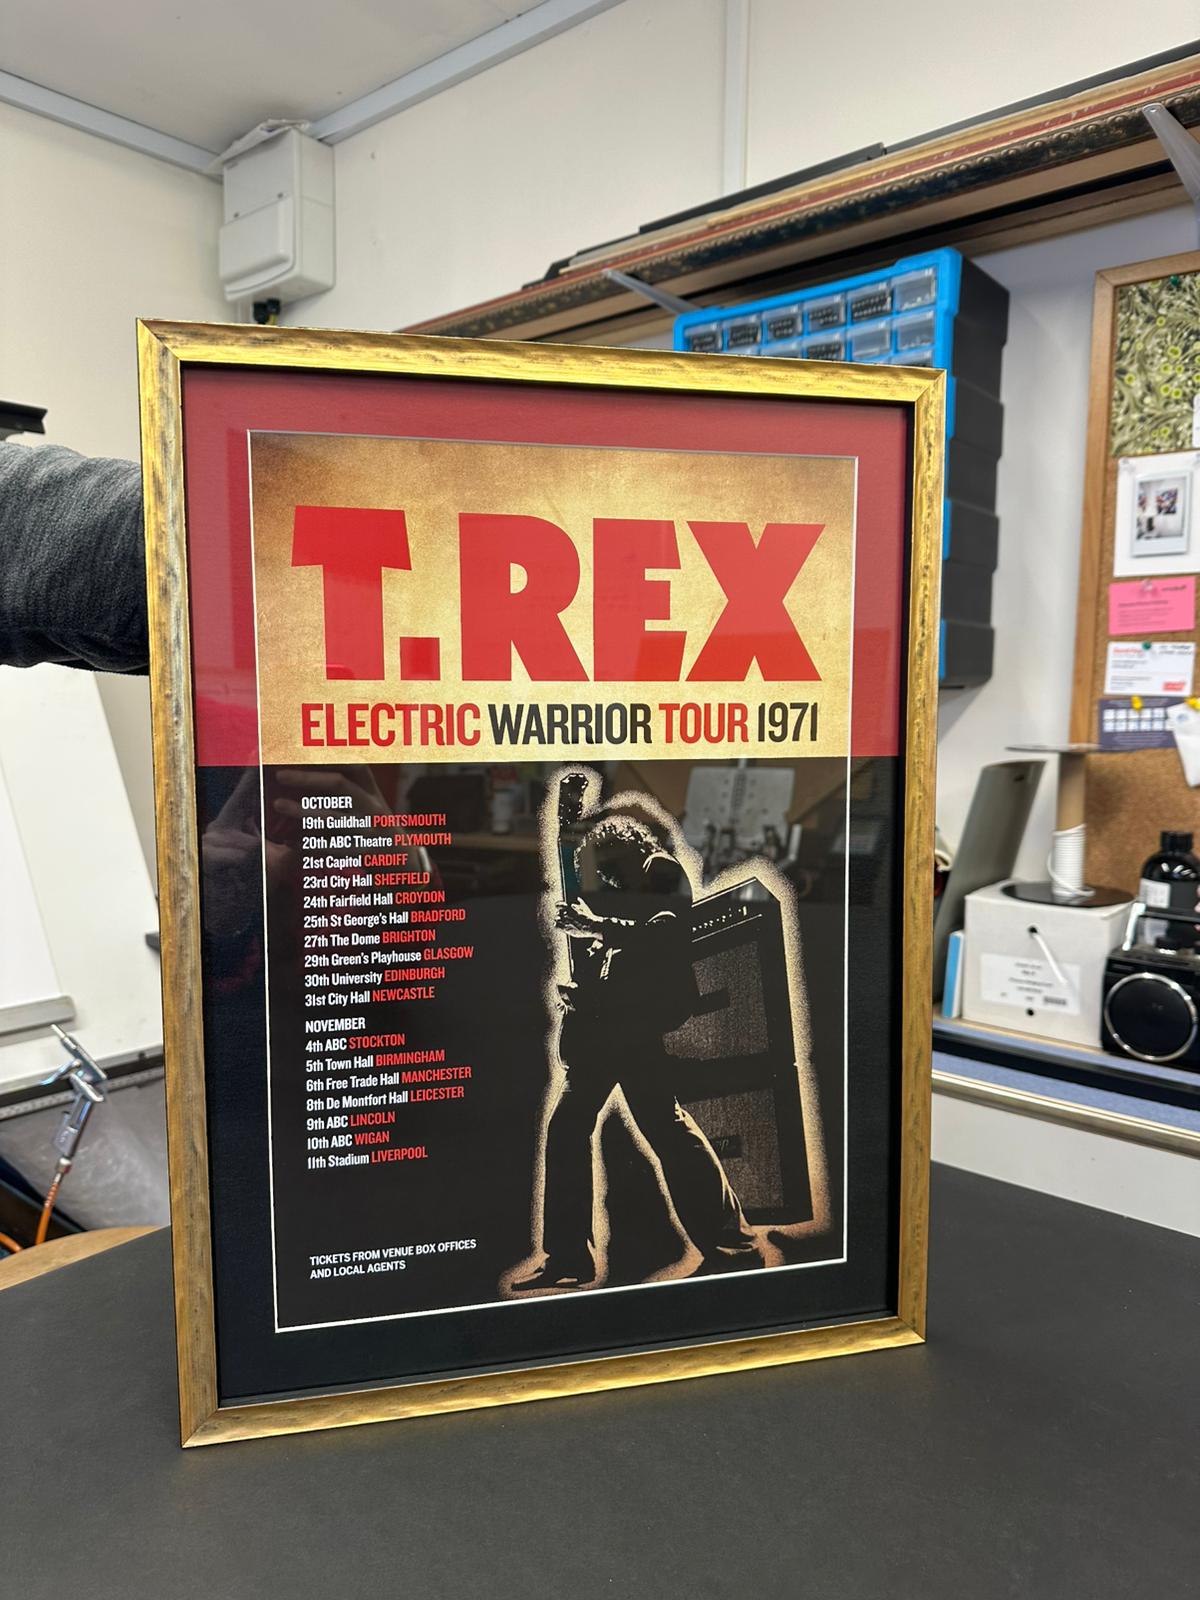 T.REX
ELECTRIC WARRIOR TOUR 1971
OCTOBER
19th Guildhall PORTSMOUTH
20th ABC Theatre PLYMOUTH
21st Capitol CARDIFF
23rd City Hall SHEFFIELD
24th Fairfield Hall CROYDON
25th St George's Hall BRADFORD
27th The Dome BRIGHTON
29th Green's Playhouse GLASGOW
30th University EDINBURGH
31st City Hall NEWCASTLE
NOVEMBER
4th ABC STOCKTON
5th Town Hall BIRMINGHAM
6th Free Trade Hall MANCHESTER
8th De Montfort Hall LEICESTER
9th ABC LINCOLN
10th ABC WIGAN
11th Stadium LIVERPOOL
TICKETS FROM VENUE BOX OFFICES
AND LOCAL AGENTS